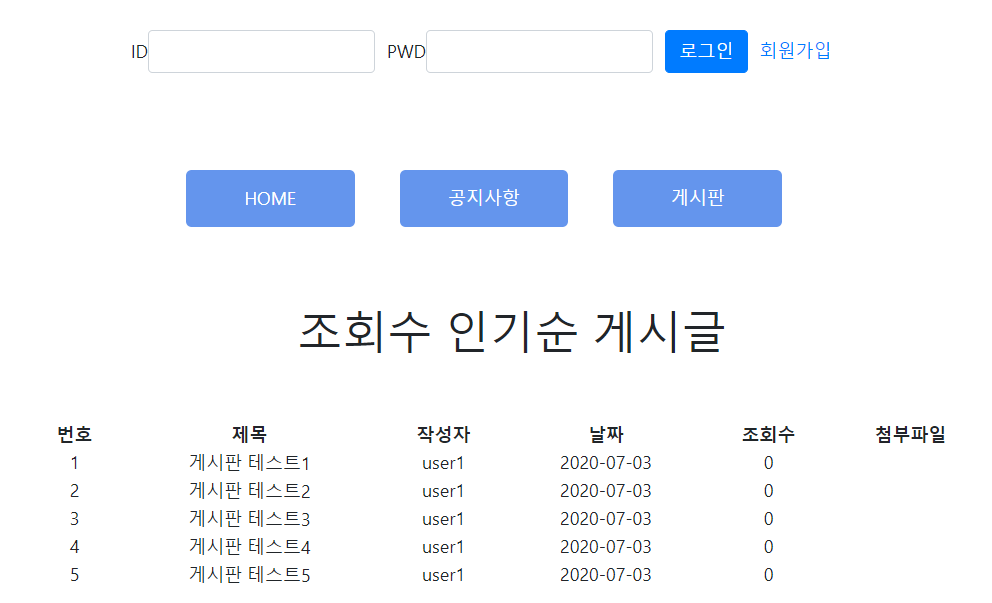 ID PWD 로그인 회원가입
HOME 공지사항 게시판
조회수 인기순 게시글
번호 제목 작성자 날짜 조회수 첨부파일
1 게시판 테스트1 user1 2020-07-03 0
2 게시판 테스트2 user1 2020-07-03 0
3 게시판 테스트3 user1 2020-07-03 0
4 게시판 테스트4 user1 2020-07-03 0
5 게시판 테스트5 user1 2020-07-03 0